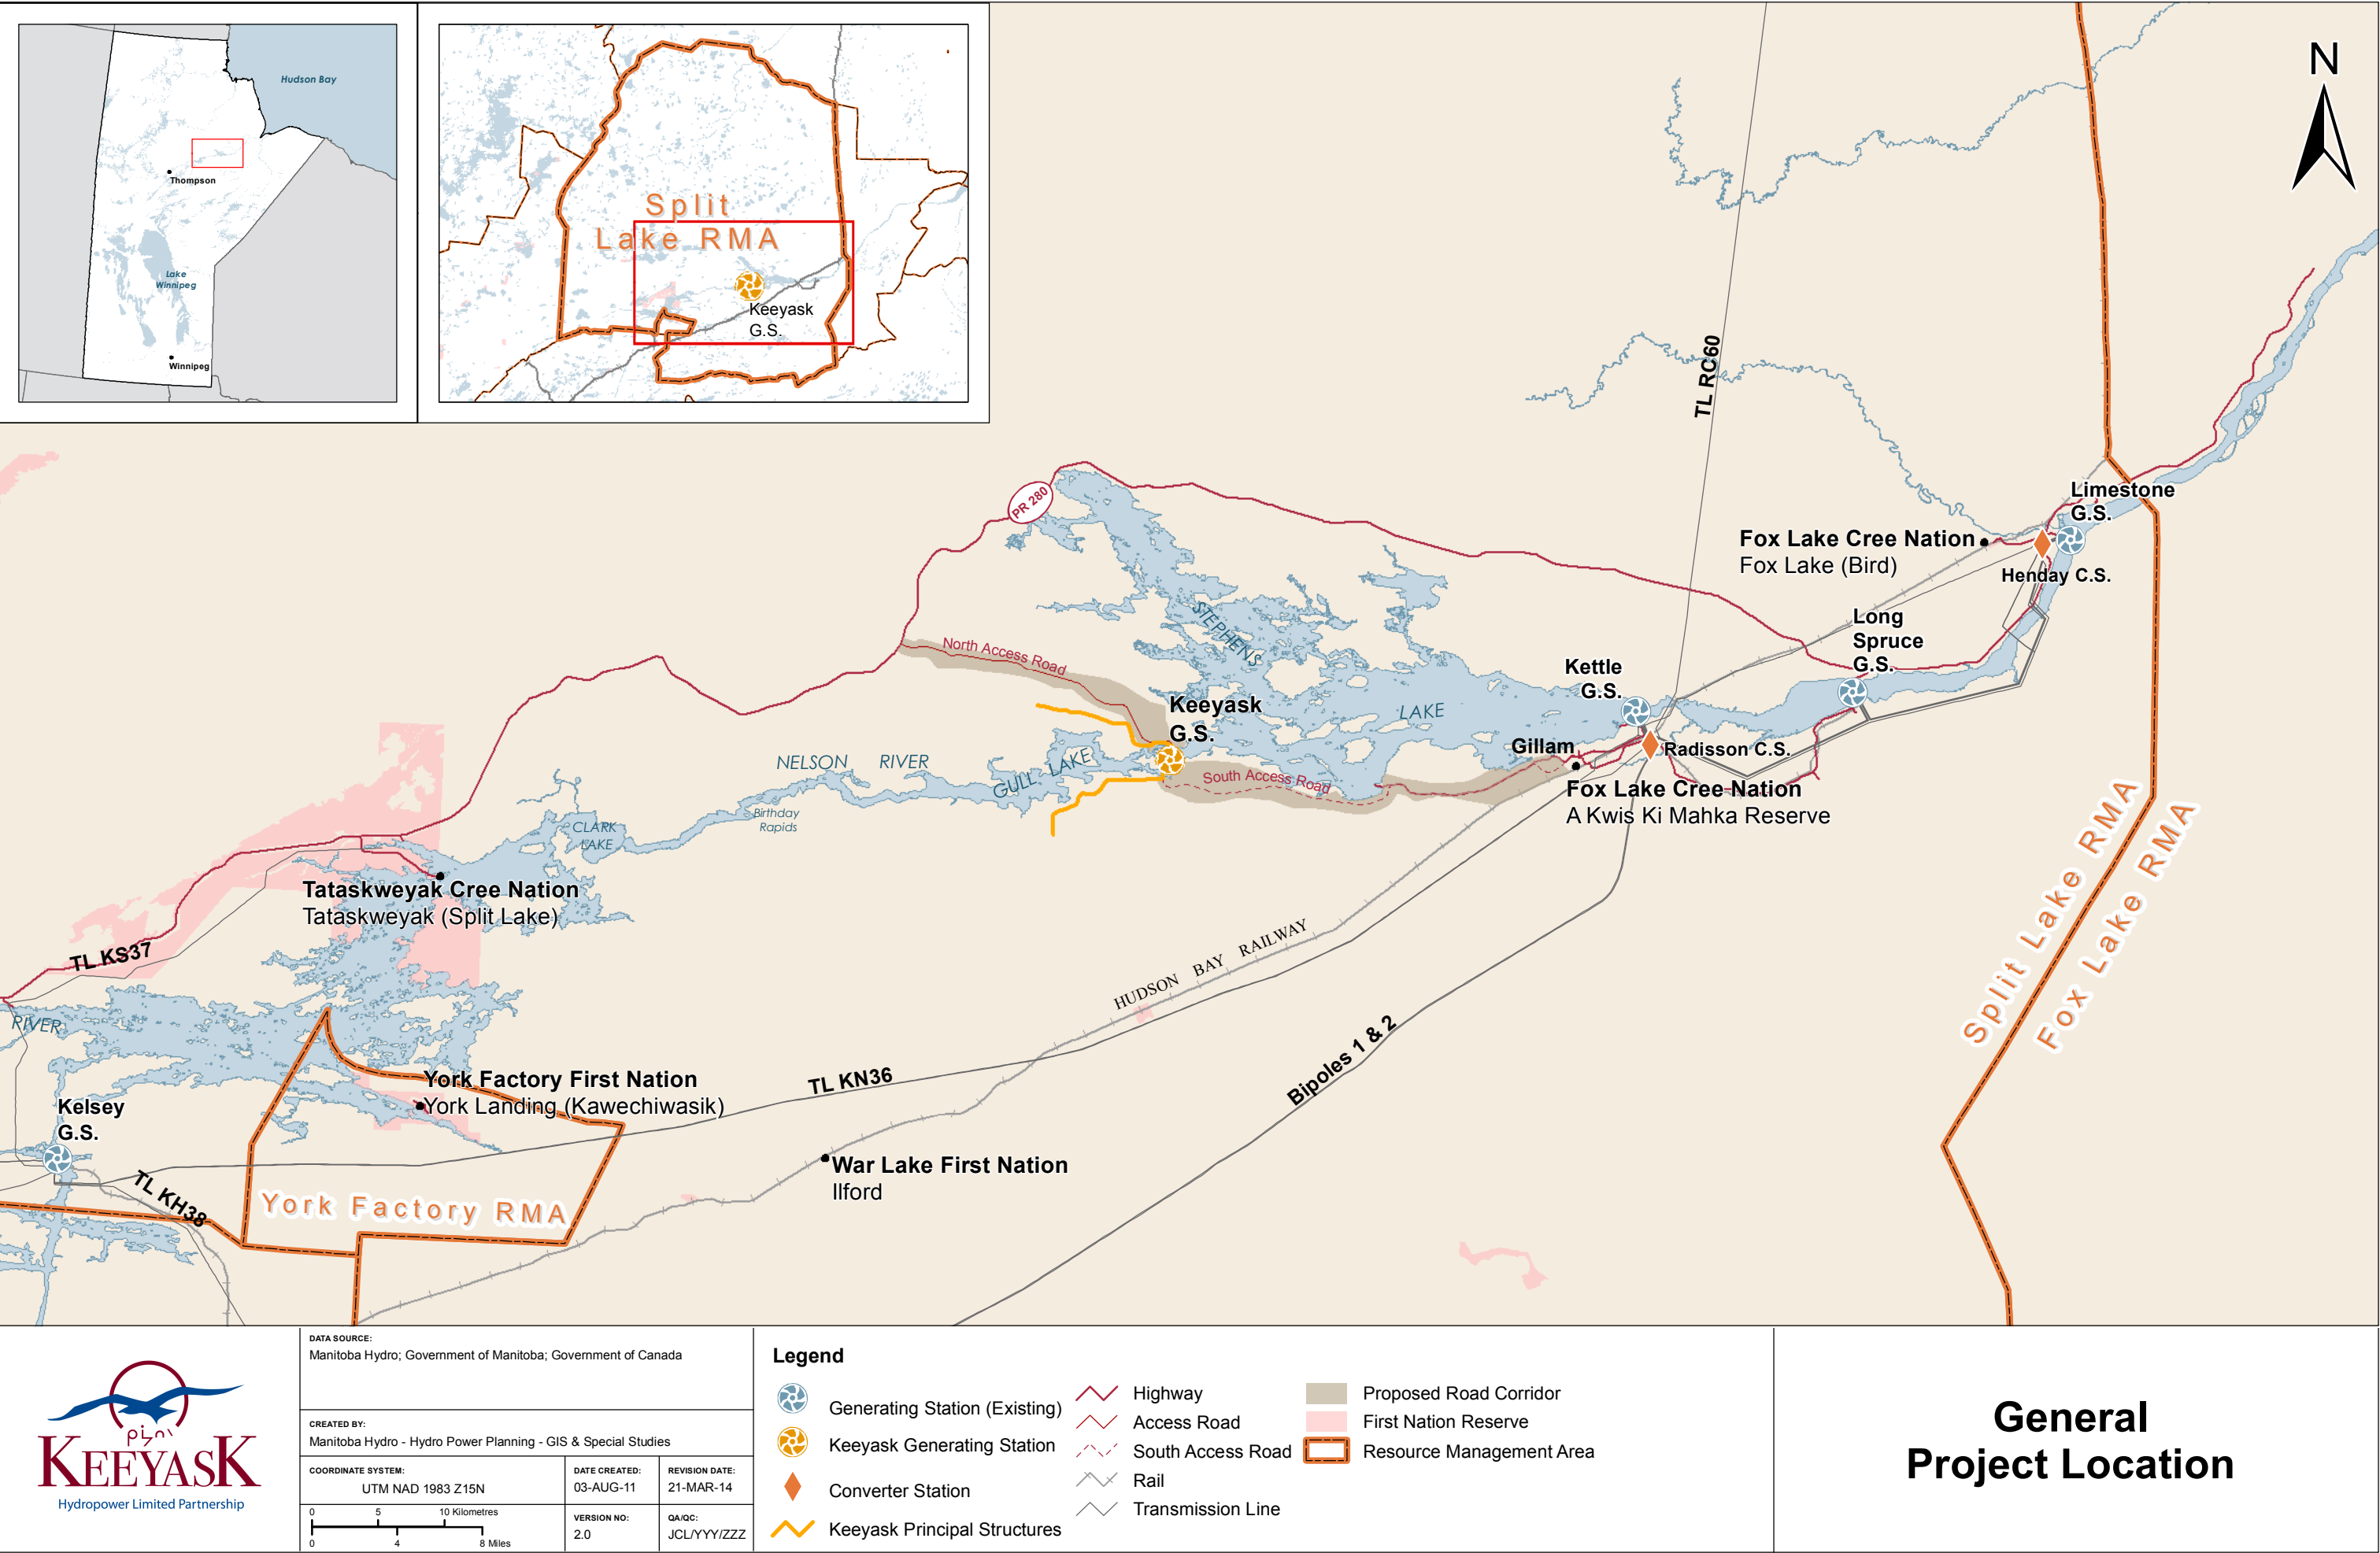 Hudson Bay
Thompson
Lake
Winnipeg
Winnipeg
Split
Lake RMA
Keeyask
G.S.
N
TL RC60
PR 280
Limestone
G.S.
Fox Lake Cree Nation
Fox Lake (Bird)
Henday C.S.
Long
Spruce
G.S.
North Access Road
STEPHENS
LAKE
Kettle
G.S.
Keeyask
G.S.
Gillam
Radisson C.S.
NELSON RIVER
GULL LAKE
South Access Road
Fox Lake Cree Nation
A Kwis Ki Mahka Reserve
Birthday
Rapids
CLARK
LAKE
Tataskweyak Cree Nation
Tataskweyak (Split Lake)
TL KS37
RIVER
HUDSON BAY RAILWAY
Split Lake RMA
Fox Lake RMA
Bipoles 1 & 2
York Factory First Nation
York Landing (Kawechiwasik)
TL KN36
Kelsey
G.S.
War Lake First Nation
Ilford
TL KH38
York Factory RMA
KEEYASK
Hydropower Limited Partnership
DATA SOURCE:
Manitoba Hydro; Government of Manitoba; Government of Canada
CREATED BY:
Manitoba Hydro - Hydro Power Planning - GIS & Special Studies
COORDINATE SYSTEM:
UTM NAD 1983 Z15N
DATE CREATED:
03-AUG-11
REVISION DATE:
21-MAR-14
0 5 10 Kilometres
0 4 8 Miles
VERSION NO:
2.0
QA/QC:
JCL/YYY/ZZZ
Legend
Generating Station (Existing)
Keeyask Generating Station
Converter Station
Keeyask Principal Structures
Highway
Access Road
South Access Road
Rail
Transmission Line
Proposed Road Corridor
First Nation Reserve
Resource Management Area
General
Project Location